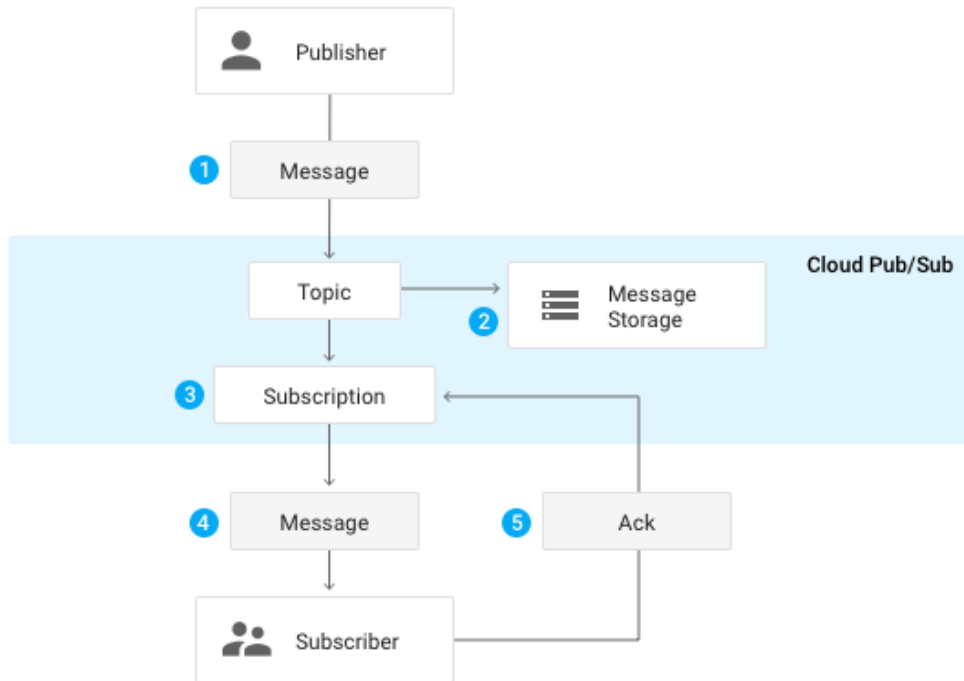 Publisher
1
Message
Cloud Pub/Sub
Topic
Message
Storage
2
3
Subscription
4
Message
5
Ack
Subscriber